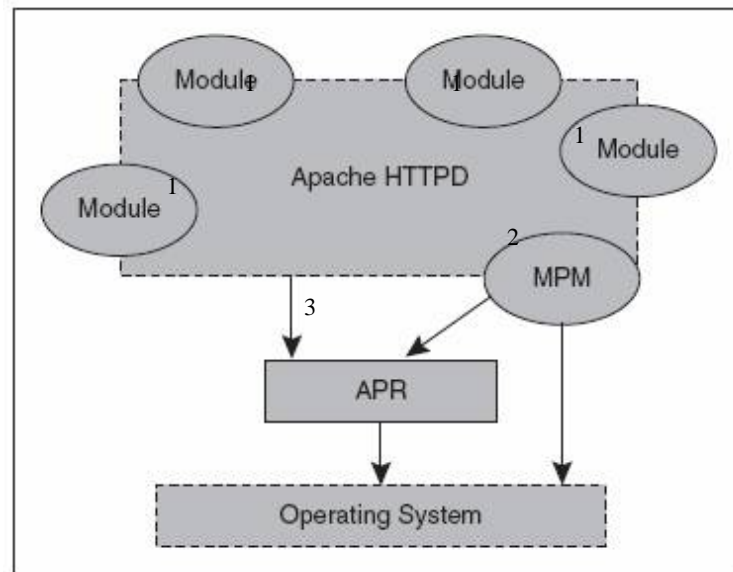 Module 1
Module 1
1 Module
Module 1
Apache HTTPD
2
MPM
3
APR
Operating System